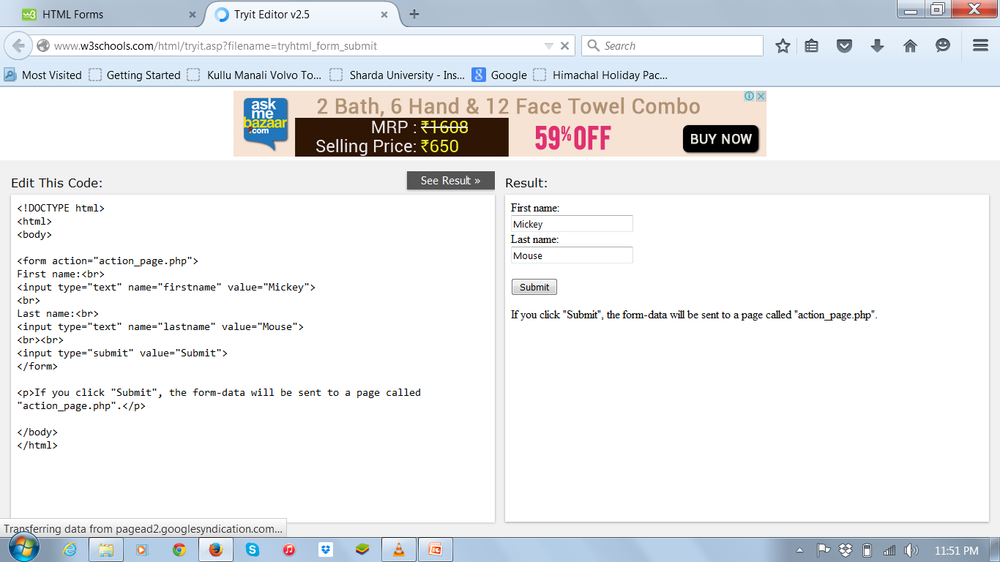 HTML Forms
Tryit Editor v2.5
www.w3schools.com/html/tryit.asp?filename=tryhtml_form_submit
Search
Most Visited
Getting Started
Kullu Manali Volvo To...
Sharda University - Ins...
Google
Himachal Holiday Pac...
ask
me
bazaar
.com
2 Bath, 6 Hand & 12 Face Towel Combo
MRP : ₹1608
Selling Price: ₹650
59% OFF
BUY NOW
Edit This Code:
See Result »
<!DOCTYPE html>
<html>
<body>
<form action="action_page.php">
First name:<br>
<input type="text" name="firstname" value="Mickey">
<br>
Last name:<br>
<input type="text" name="lastname" value="Mouse">
<br><br>
<input type="submit" value="Submit">
</form>
<p>If you click "Submit", the form-data will be sent to a page called
"action_page.php".</p>
</body>
</html>
Result:
First name:
Mickey
Last name:
Mouse
Submit
If you click "Submit", the form-data will be sent to a page called "action_page.php".
Transferring data from pagead2.googlesyndication.com...
11:51 PM